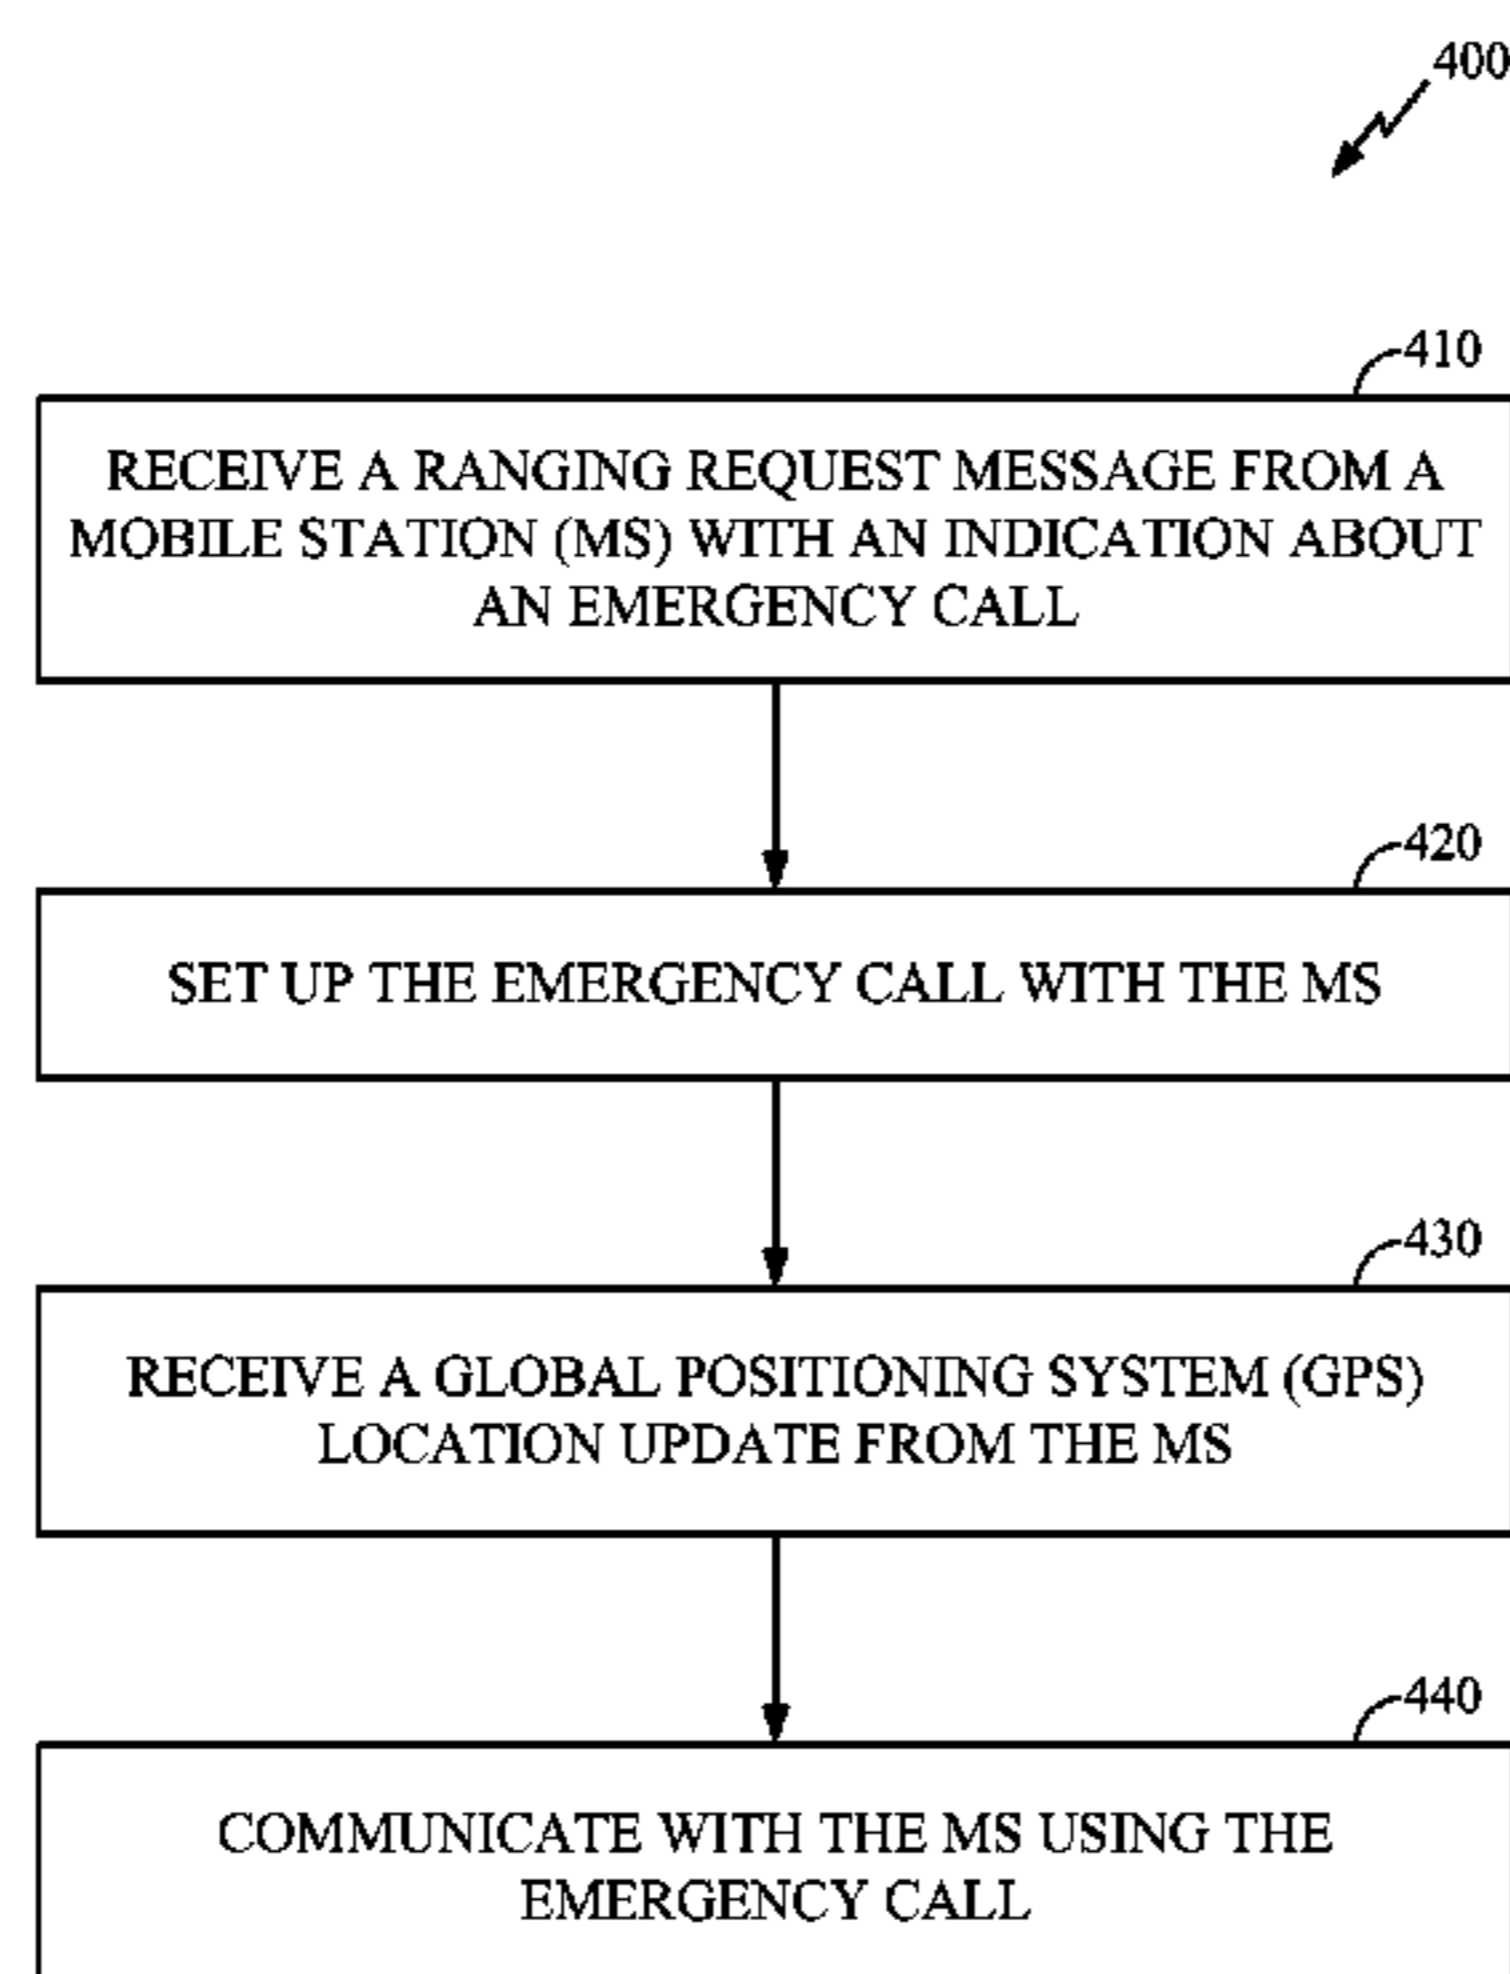 400
410
RECEIVE A RANGING REQUEST MESSAGE FROM A
MOBILE STATION (MS) WITH AN INDICATION ABOUT
AN EMERGENCY CALL
420
SET UP THE EMERGENCY CALL WITH THE MS
430
RECEIVE A GLOBAL POSITIONING SYSTEM (GPS)
LOCATION UPDATE FROM THE MS
440
COMMUNICATE WITH THE MS USING THE
EMERGENCY CALL